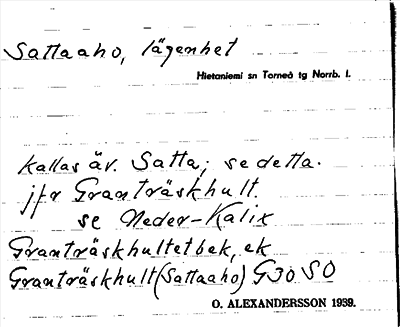 Sattaaho, lägenhet
Hietaniemi sn Torneå tg Norrb. l.
Kallas äv. Satta; se detta.
jfr Granträskhult
se Neder-Kalix
Granträskhultetbek, ek
Granträskhult (Sattaaho) G30 SO
O. ALEXANDERSSON 1939.